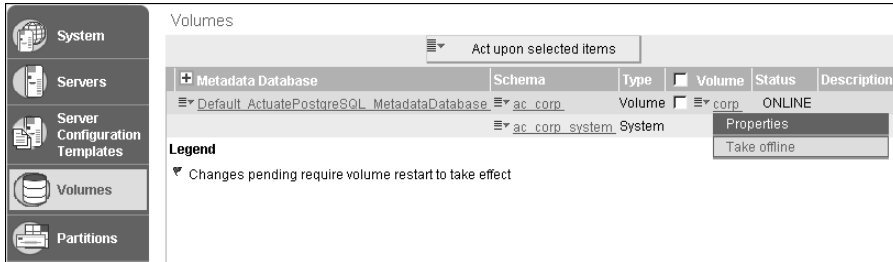 Volumes
System
Act upon selected items
Servers
Metadata Database Schema Type Volume Status Description
Default_ActuatePostgreSQL_MetadataDatabase ac_corp Volume corp ONLINE
Server
Configuration
Templates
ac_corp_system System Properties
Legend Take offline
Changes pending require volume restart to take effect
Volumes
Partitions